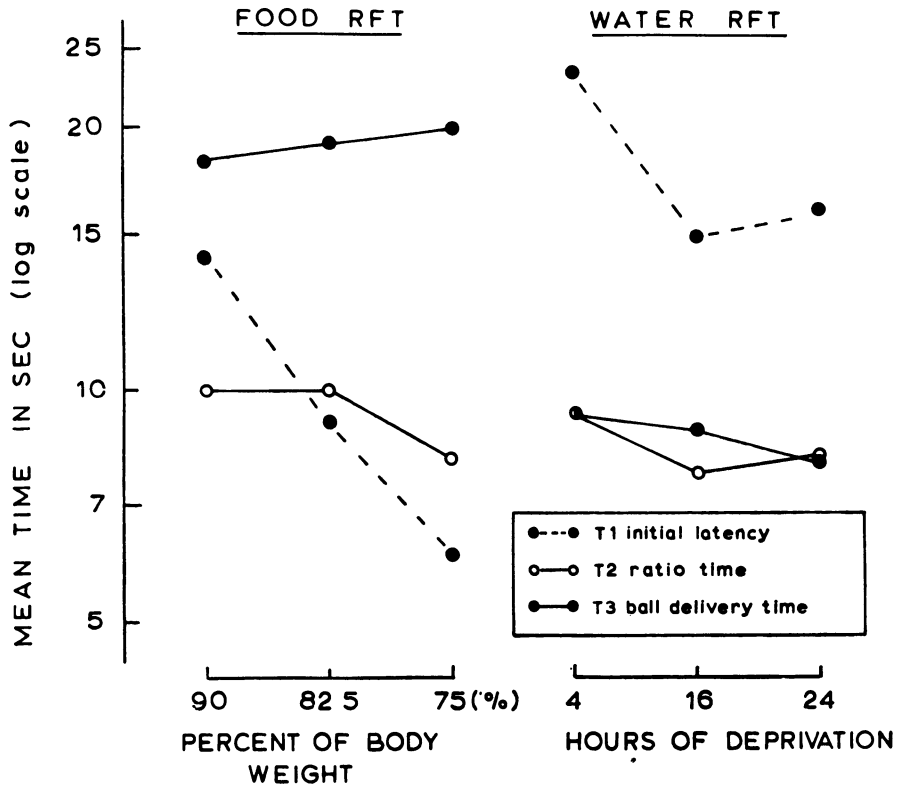 FOOD RFT
WATER RFT
MEAN TIME IN SEC (log scale)
25
20
15
10
7
5
T1 initial latency
T2 ratio time
T3 ball delivery time
90 82 5 75(%)
4 16 24
PERCENT OF BODY
WEIGHT
HOURS OF DEPRIVATION